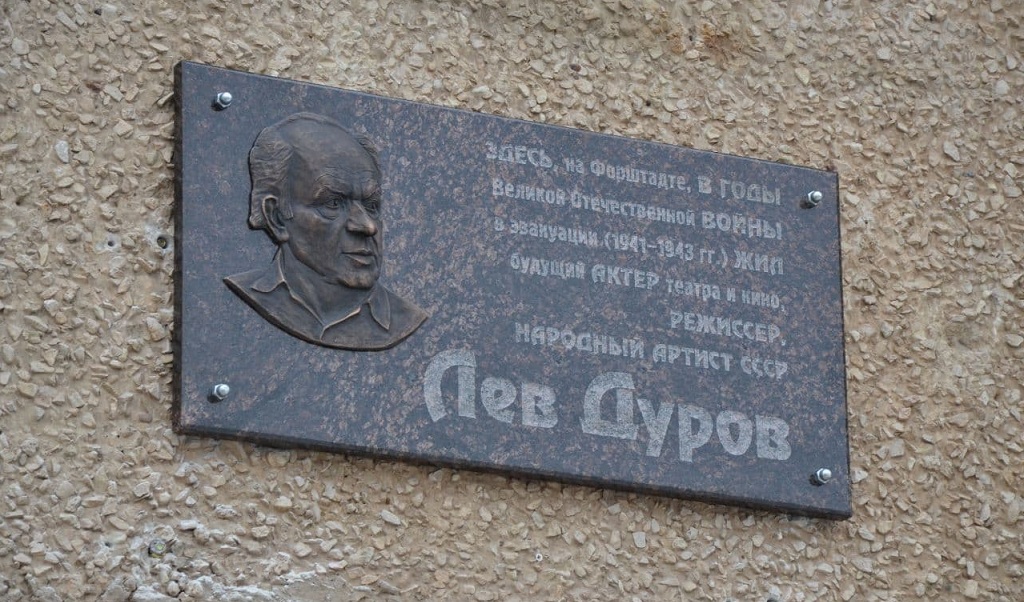 ЗДЕСЬ, на Форштадте, В ГОДЫ
Великой Отечественной ВОЙНЫ
в эвакуации (1941-1943 гг.) ЖИЛ
будущий АКТЕР театра и кино,
РЕЖИССЕР,
НАРОДНЫЙ АРТИСТ СССР
Лев Дуров